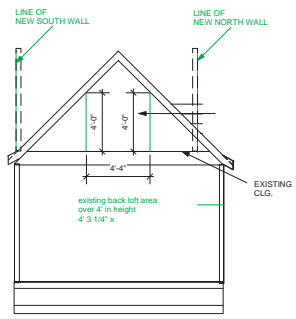 LINE OF
NEW SOUTH WALL
LINE OF
NEW NORTH WALL
4'-0"
4'-0"
4'-4"
EXISTING
CLG.
existing back loft area
over 4' in height
4' 3 1/4" x